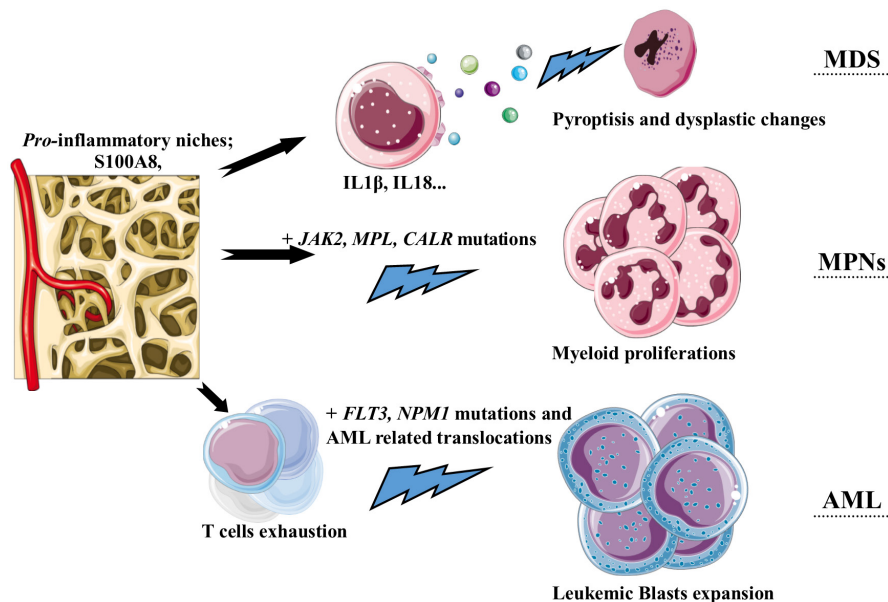 MDS
Pyroptisis and dysplastic changes
Pro-inflammatory niches;
S100A8,
IL1β, IL18...
+ JAK2, MPL, CALR mutations
MPNs
Myeloid proliferations
+ FLT3, NPM1 mutations and
AML related translocations
AML
T cells exhaustion
Leukemic Blasts expansion